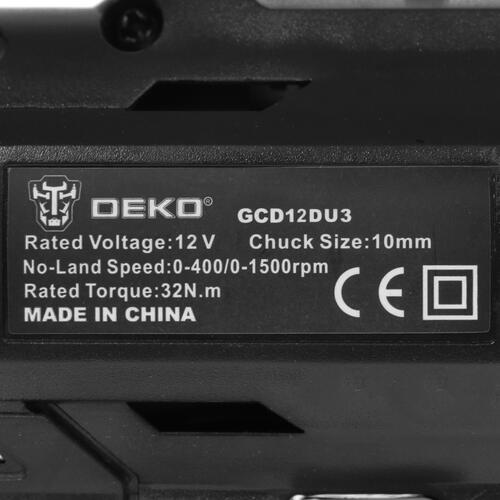 DEKO® GCD12DU3
Rated Voltage:12V Chuck Size:10mm
No-Land Speed:0-400/0-1500rpm
Rated Torque:32N.m
MADE IN CHINA
CE